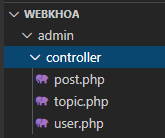 WEBKHOA
admin
controller
post.php
topic.php
user.php